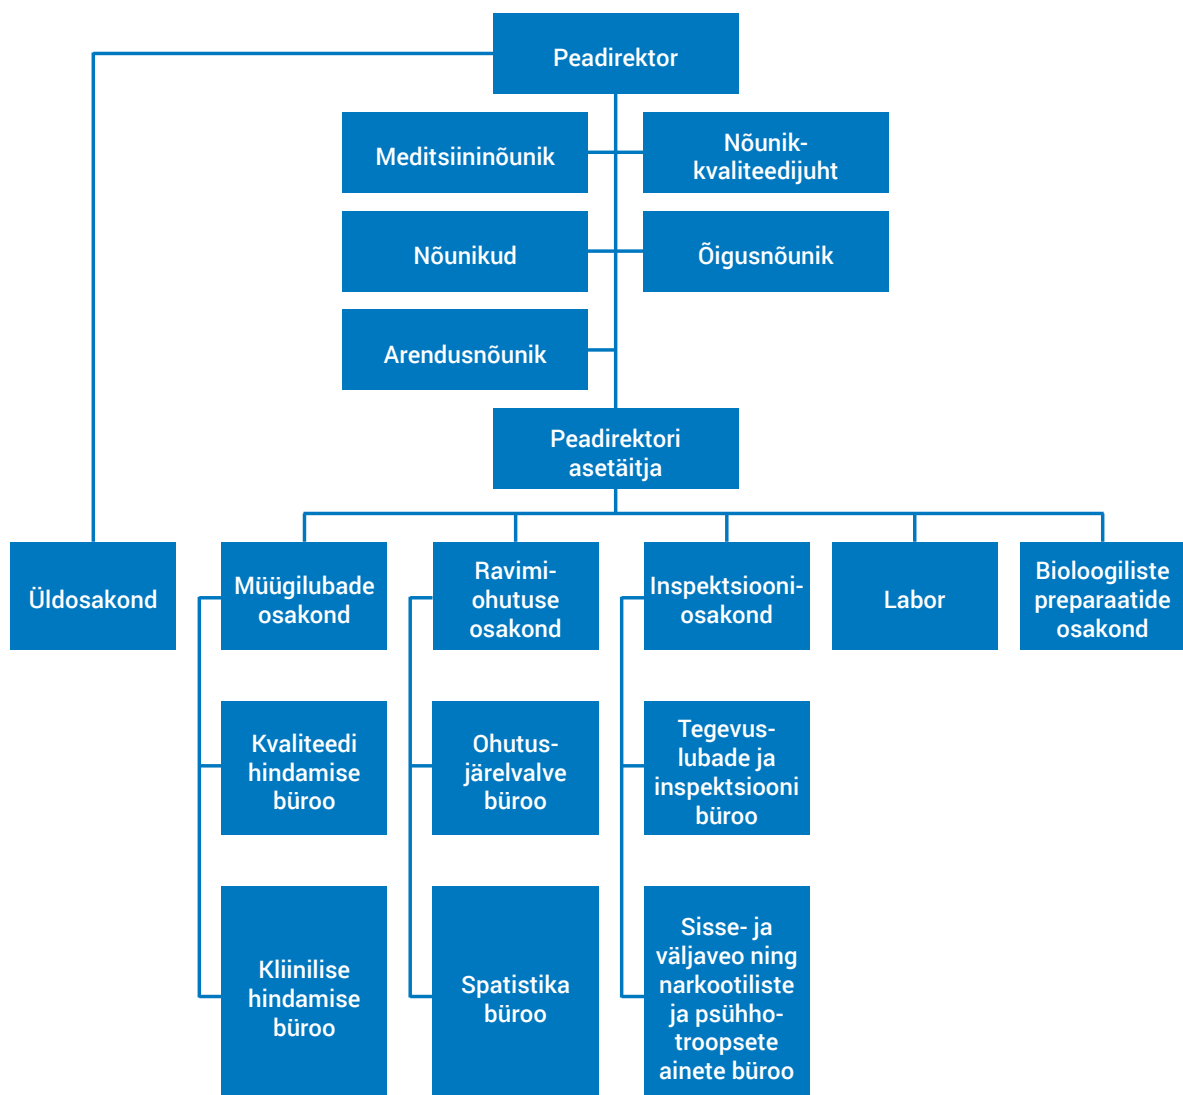 Peadirektor
Meditsiininõunik
Nõunik-
kvaliteedijuht
Nõunikud
Õigusnõunik
Arendusnõunik
Peadirektori
asetäitja
Üldosakond
Müügilubade
osakond
Ravimi-
ohutuse
osakond
Inspektsiooni-
osakond
Labor
Bioloogiliste
preparaatide
osakond
Kvaliteedi
hindamise
büroo
Ohutus-
järelvalve
büroo
Tegevus-
lubade ja
inspektsiooni
büroo
Kliinilise
hindamise
büroo
Spatistika
büroo
Sisse- ja
väljaveo ning
narkootiliste
ja psühho-
troopsete
ainete büroo